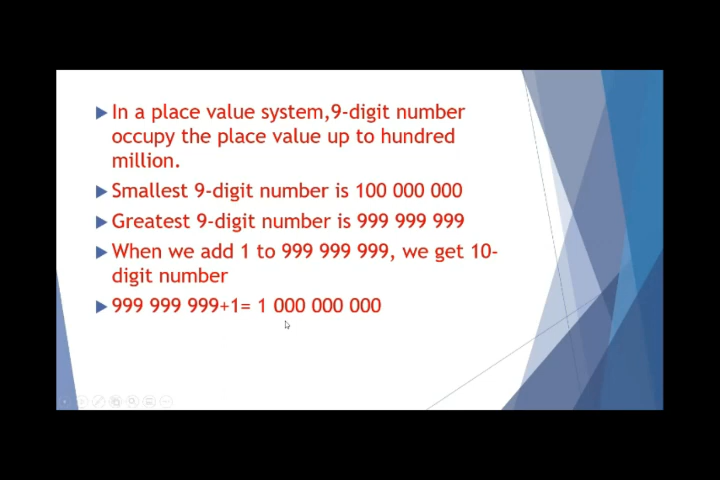 In a place value system,9-digit number
occupy the place value up to hundred
million.
Smallest 9-digit number is 100 000 000
Greatest 9-digit number is 999 999 999
When we add 1 to 999 999 999, we get 10-
digit number
999 999 999+1= 1 000 000 000